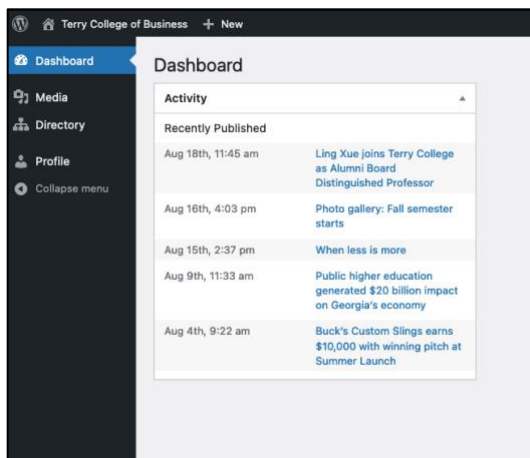 Terry College of Business + New
Dashboard
Media
Directory
Profile
Collapse menu
Dashboard
Activity
Recently Published
Aug 18th, 11:45 am
Ling Xue joins Terry College
as Alumni Board
Distinguished Professor
Aug 16th, 4:03 pm
Photo gallery: Fall semester
starts
Aug 15th, 2:37 pm
When less is more
Aug 9th, 11:33 am
Public higher education
generated $20 billion impact
on Georgia's economy
Aug 4th, 9:22 am
Buck's Custom Slings earns
$10,000 with winning pitch at
Summer Launch